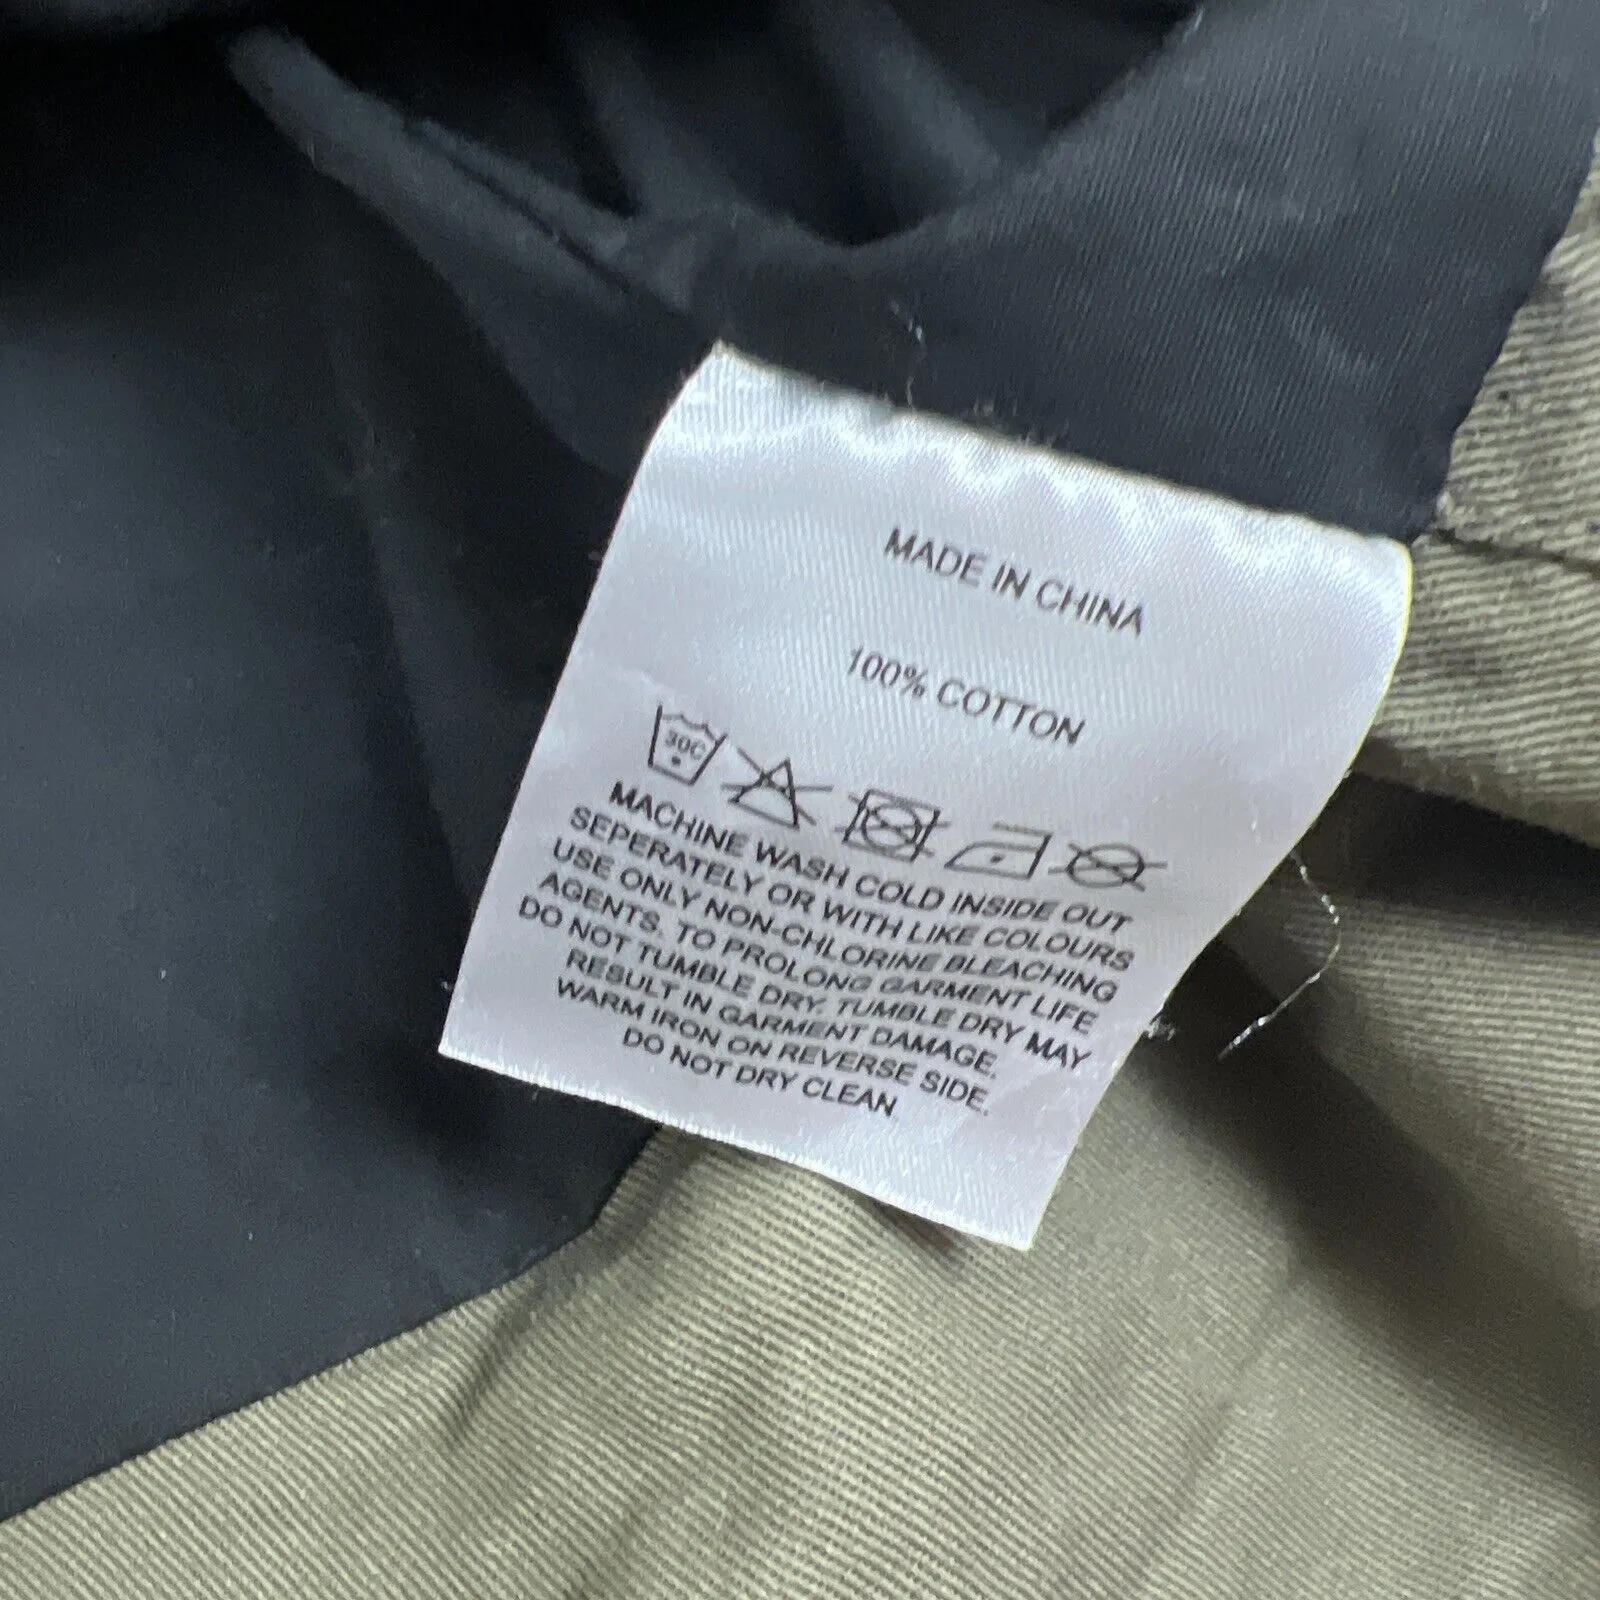 MADE IN CHINA
100% COTTON
30C
MACHINE WASH COLD INSIDE OUT
SEPERATELY OR WITH LIKE COLOURS
USE ONLY NON-CHLORINE BLEACHING
AGENTS. TO PROLONG GARMENT LIFE
DO NOT TUMBLE DRY. TUMBLE DRY MAY
RESULT IN GARMENT DAMAGE.
WARM IRON ON REVERSE SIDE.
DO NOT DRY CLEAN